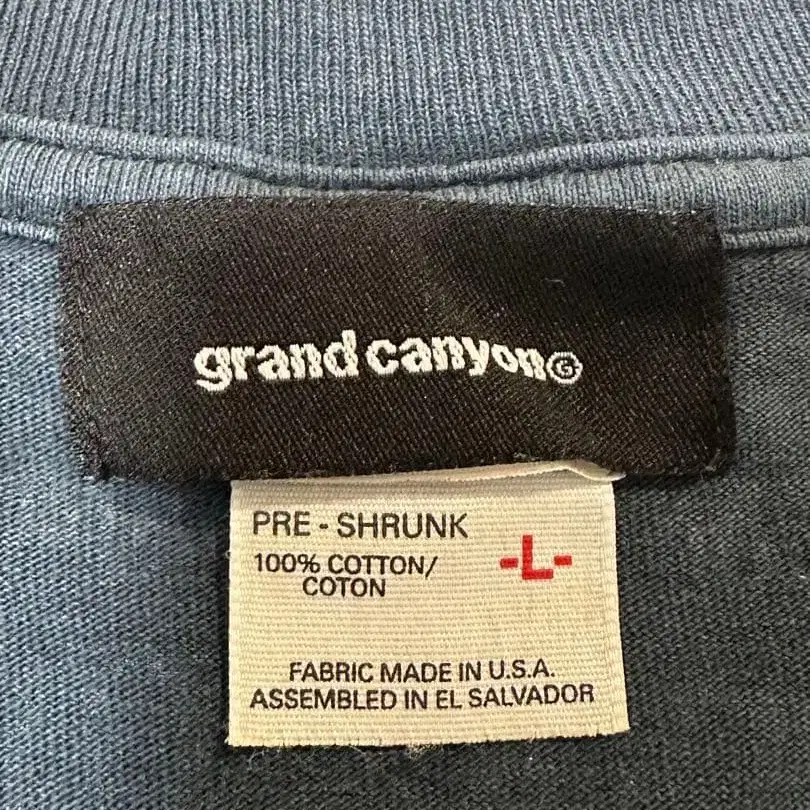 grand canyon G
PRE - SHRUNK
100% COTTON/
COTON
-L-
FABRIC MADE IN U.S.A.
ASSEMBLED IN EL SALVADOR